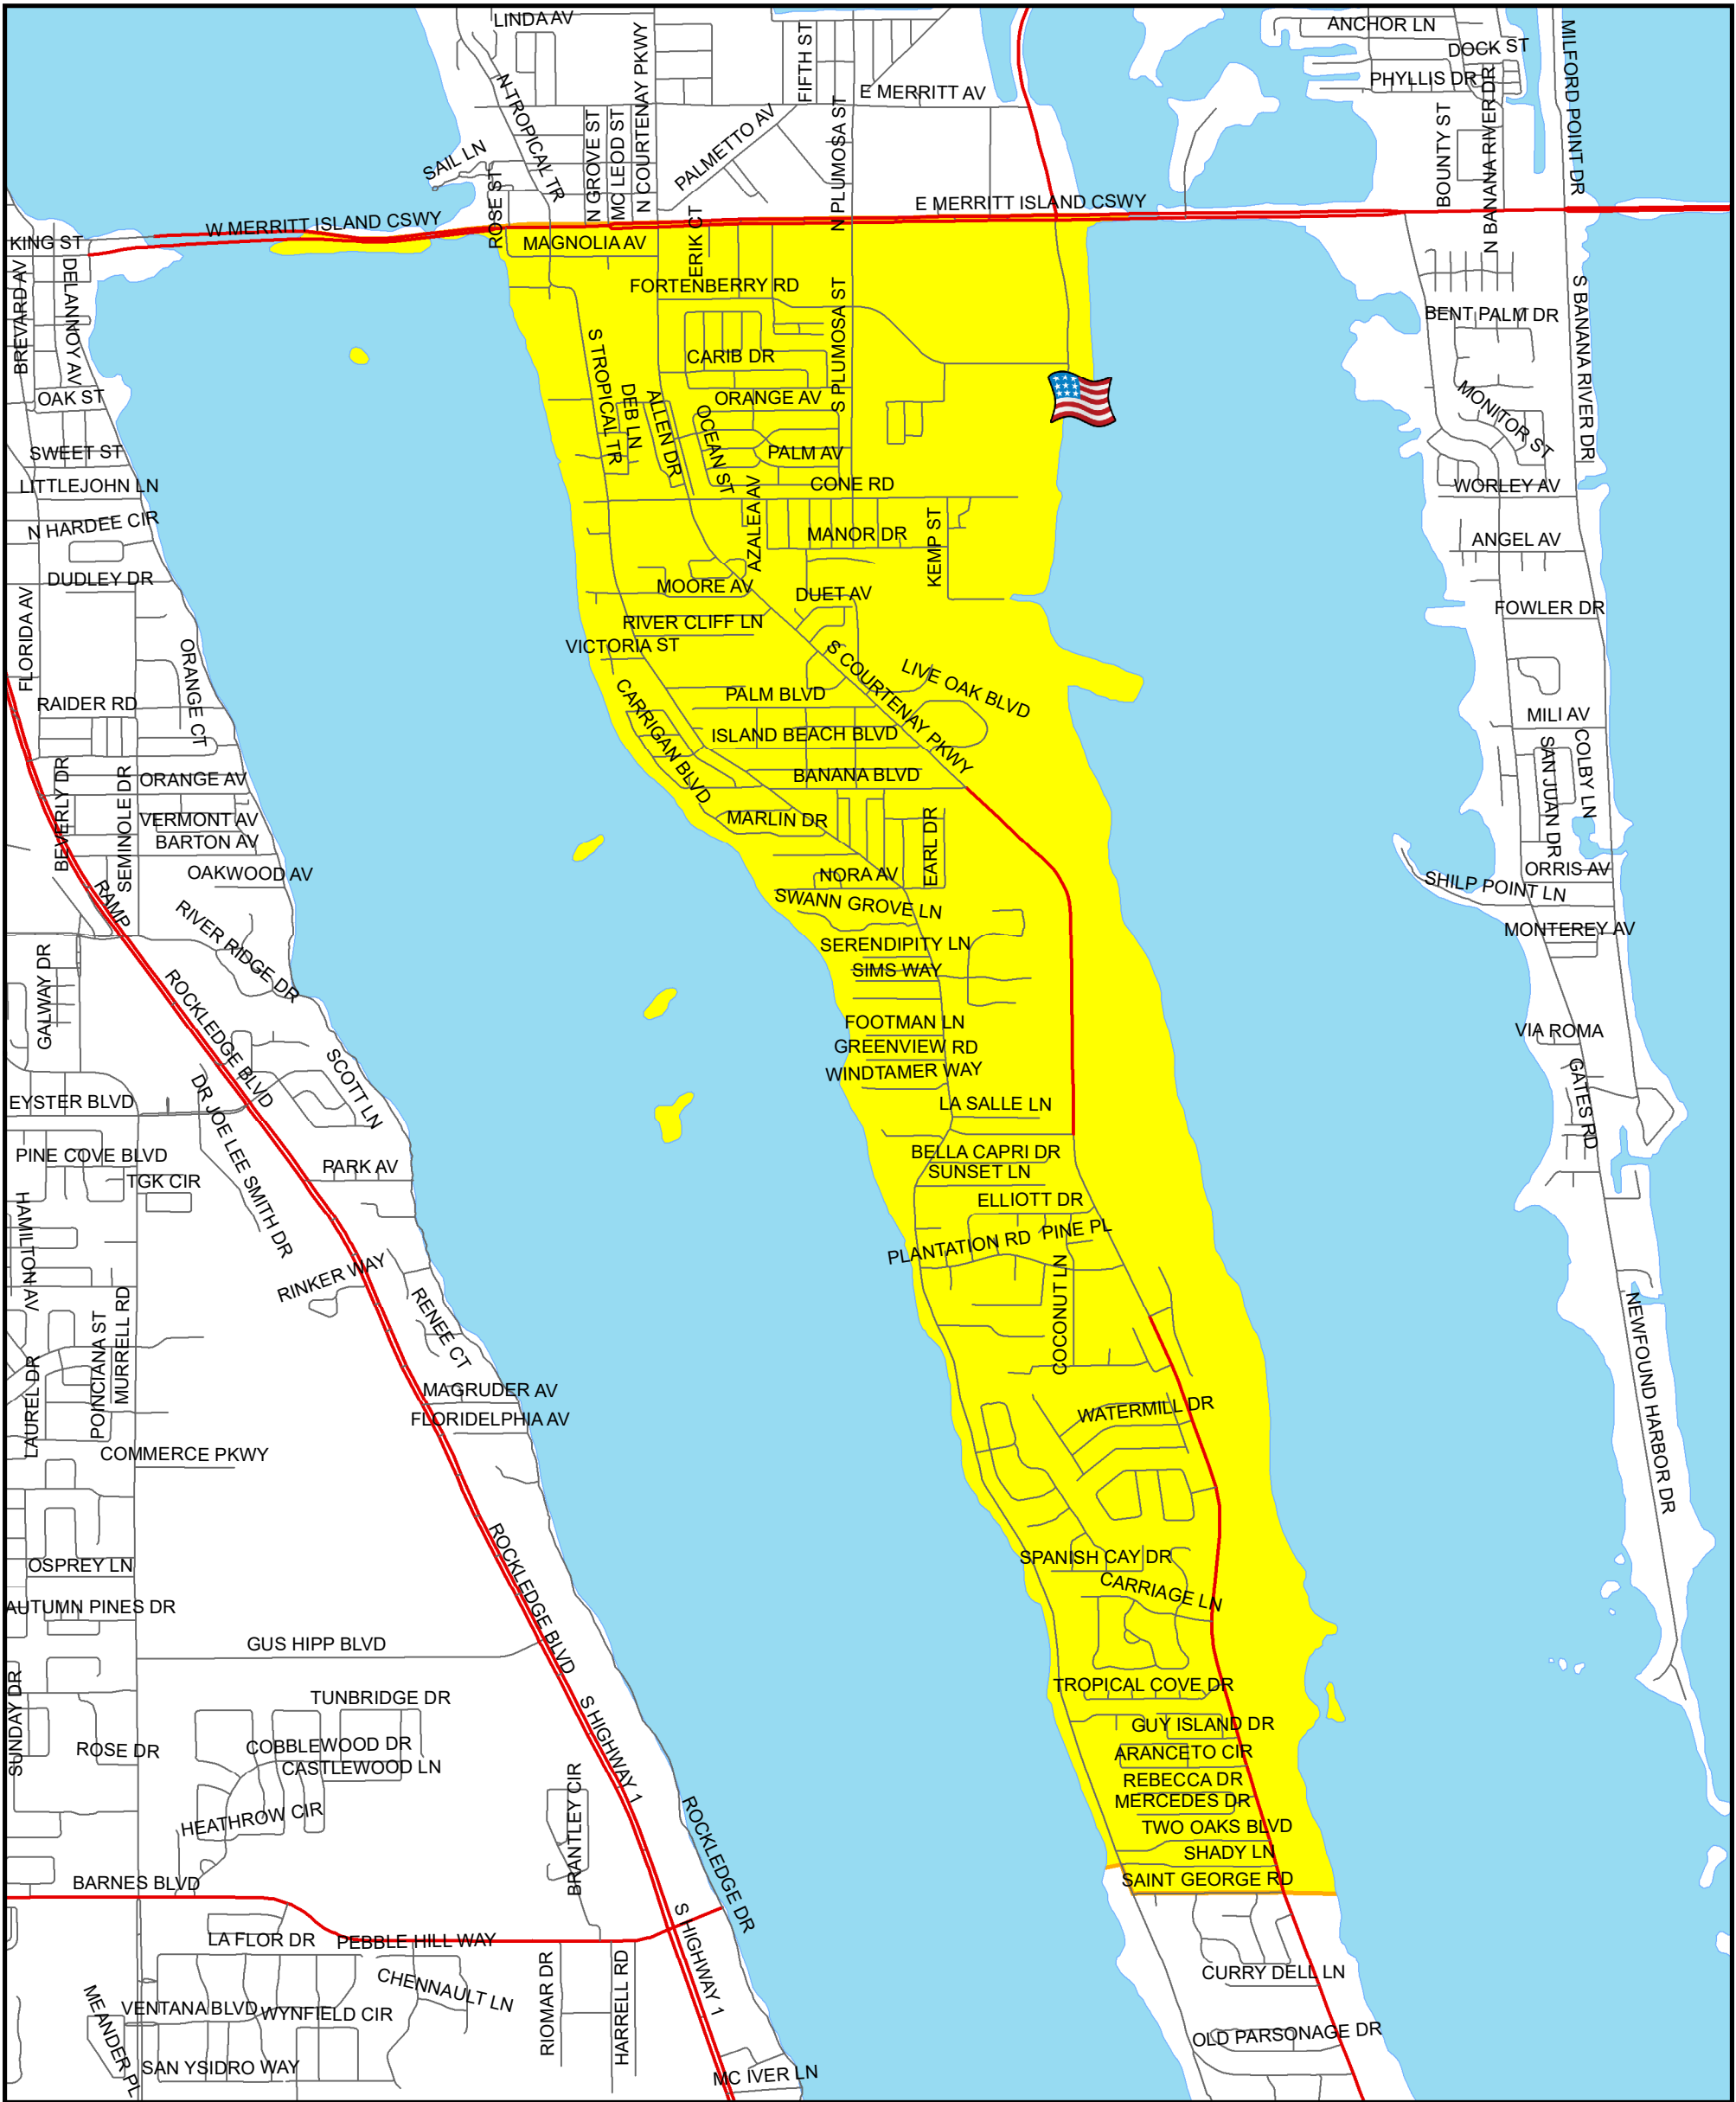 LINDA AV
ANCHOR LN
DOCK ST
PHYLLIS DR
MILFORD POINT DR
N TROPICAL TR
N COURTENAY PKWY
FIFTH ST
E MERRITT AV
PALMETTO AV
N PLUMOSA ST
N GROVE ST
MC LEOD ST
BOUNTY ST
N BANANA RIVER DR
SAIL LN
ROSE ST
W MERRITT ISLAND CSWY
E MERRITT ISLAND CSWY
KING ST
MAGNOLIA AV
ERIK CT
BREVARD AV
DELANNOY AV
FORTENBERRY RD
S PLUMOSA ST
S BANANA RIVER DR
BENT PALM DR
S TROPICAL TR
CARIB DR
OAK ST
DEB LN
ALLEN DR
ORANGE AV
OCEAN ST
MONITOR ST
SWEET ST
PALM AV
LITTLEJOHN LN
CONE RD
WORLEY AV
N HARDEE CIR
AZALEA AV
MANOR DR
KEMP ST
ANGEL AV
DUDLEY DR
MOORE AV
DUET AV
FLORIDA AV
FOWLER DR
RIVER CLIFF LN
VICTORIA ST
ORANGE CT
S COURTENAY PKWY
LIVE OAK BLVD
RAIDER RD
CARRIGAN BLVD
PALM BLVD
MILI AV
ISLAND BEACH BLVD
SAN JUAN DR
COLBY LN
BEVERLY DR
SEMINOLE DR
ORANGE AV
BANANA BLVD
VERMONT AV
MARLIN DR
BARTON AV
EARL DR
OAKWOOD AV
NORA AV
ORRIS AV
RAMP
SHILP POINT LN
SWANN GROVE LN
RIVER RIDGE DR
MONTEREY AV
SERENDIPITY LN
GALWAY DR
SIMS WAY
ROCKLEDGE BLVD
FOOTMAN LN
VIA ROMA
GREENVIEW RD
SCOTT LN
WINDTAMER WAY
GATES RD
EYSTER BLVD
DR JOE LEE SMITH DR
LA SALLE LN
PINE COVE BLVD
BELLA CAPRI DR
PARK AV
SUNSET LN
TGK CIR
ELLIOTT DR
HAMILTON AV
PLANTATION RD
PINE PL
RINKER WAY
COCONUT LN
RENEE CT
NEWFOUND HARBOR DR
POINCIANA ST
MURRELL RD
LAUREL DR
MAGRUDER AV
WATERMILL DR
FLORIDELPHIA AV
COMMERCE PKWY
ROCKLEDGE BLVD
SPANISH CAY DR
OSPREY LN
CARRIAGE LN
AUTUMN PINES DR
GUS HIPP BLVD
TROPICAL COVE DR
SUNDAY DR
TUNBRIDGE DR
S HIGHWAY 1
GUY ISLAND DR
ROSE DR
COBBLEWOOD DR
ARANCETO CIR
CASTLEWOOD LN
REBECCA DR
BRANTLEY CIR
MERCEDES DR
HEATHROW CIR
ROCKLEDGE DR
TWO OAKS BLVD
SHADY LN
BARNES BLVD
SAINT GEORGE RD
S HIGHWAY 1
LA FLOR DR
PEBBLE HILL WAY
CHENNAULT LN
CURRY DELL LN
RIOMAR DR
HARRELL RD
MEANDER PL
VENTANA BLVD
WYNFIELD CIR
OLD PARSONAGE DR
SAN YSIDRO WAY
MC IVER LN